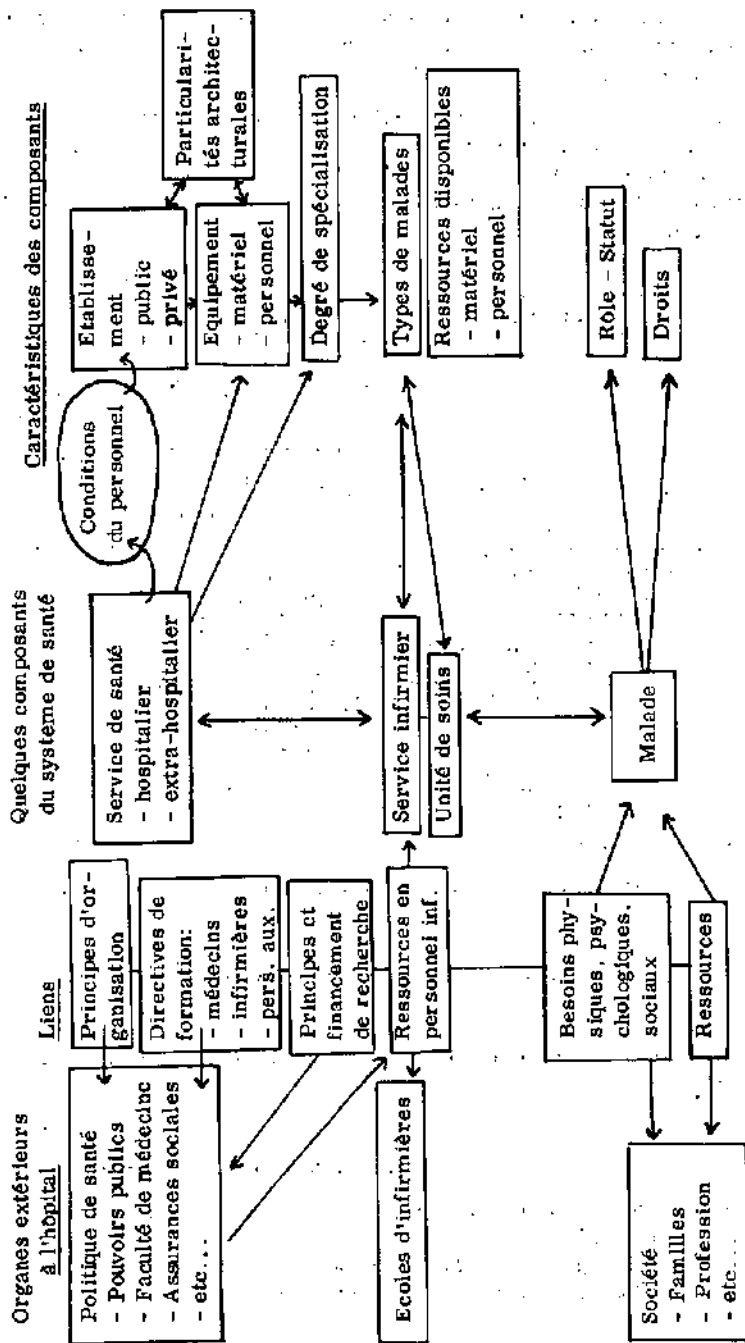 Organes extérieurs
à l'hôpital
Politique de santé
- Pouvoirs publics
- Faculté de médecine
- Assurances sociales
- etc...
Ecoles d'infirmières
Société
- Familles
- Profession
- etc...
Liens
Principes d'or-
ganisation
Directives de
formation:
- médecins
- infirmières
- pers. aux.
Principes et
financement
de recherche
Ressources en
personnel inf.
Besoins phy-
siques, psy-
chologiques,
sociaux
Ressources
Quelques composants
du système de santé
Service de santé
- hospitalier
- extra-hospitalier
Service infirmier
Unité de soins
Malade
Caractéristiques des composants
Conditions
du personnel
Etablisse-
ment
- public
- privé
Particulari-
tés architec-
turales
Equipement
- matériel
- personnel
Degré de spécialisation
Types de malades
Ressources disponibles
- matériel
- personnel
Rôle - Statut
Droits